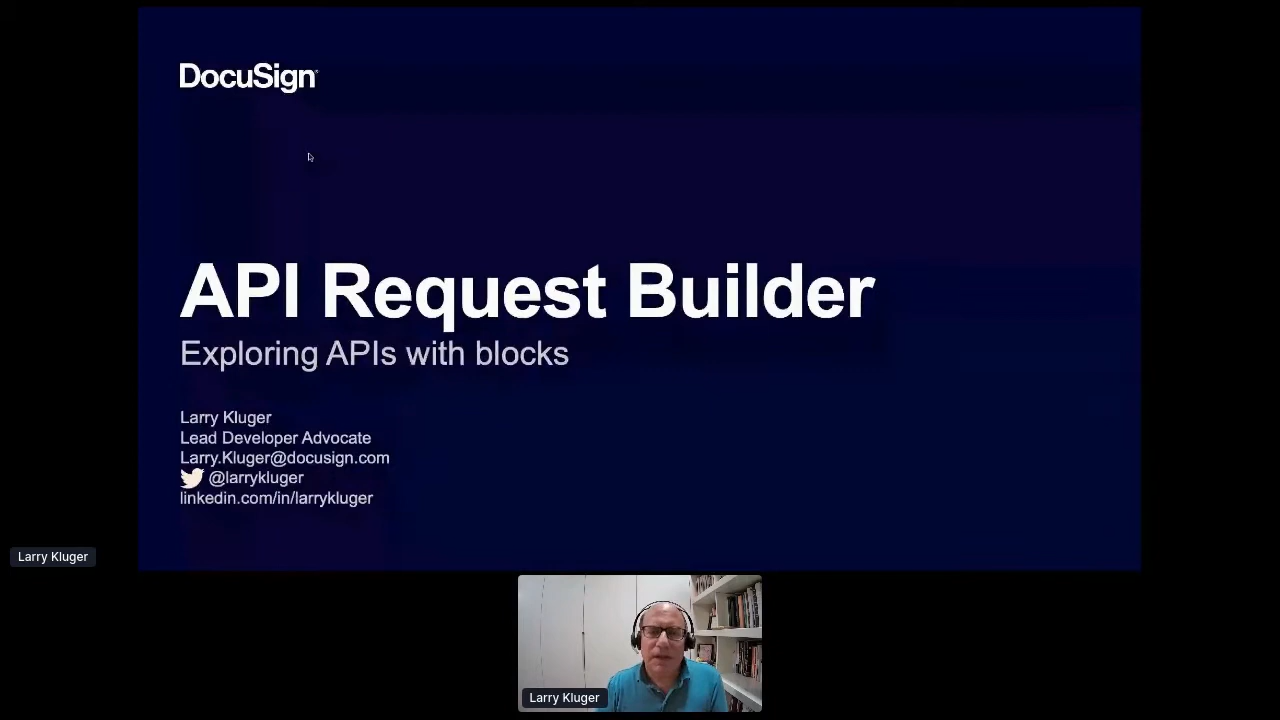 DocuSign
API Request Builder
Exploring APIs with blocks
Larry Kluger
Lead Developer Advocate
Larry.Kluger@docusign.com
@larrykluger
linkedin.com/in/larrykluger
Larry Kluger
Larry Kluger